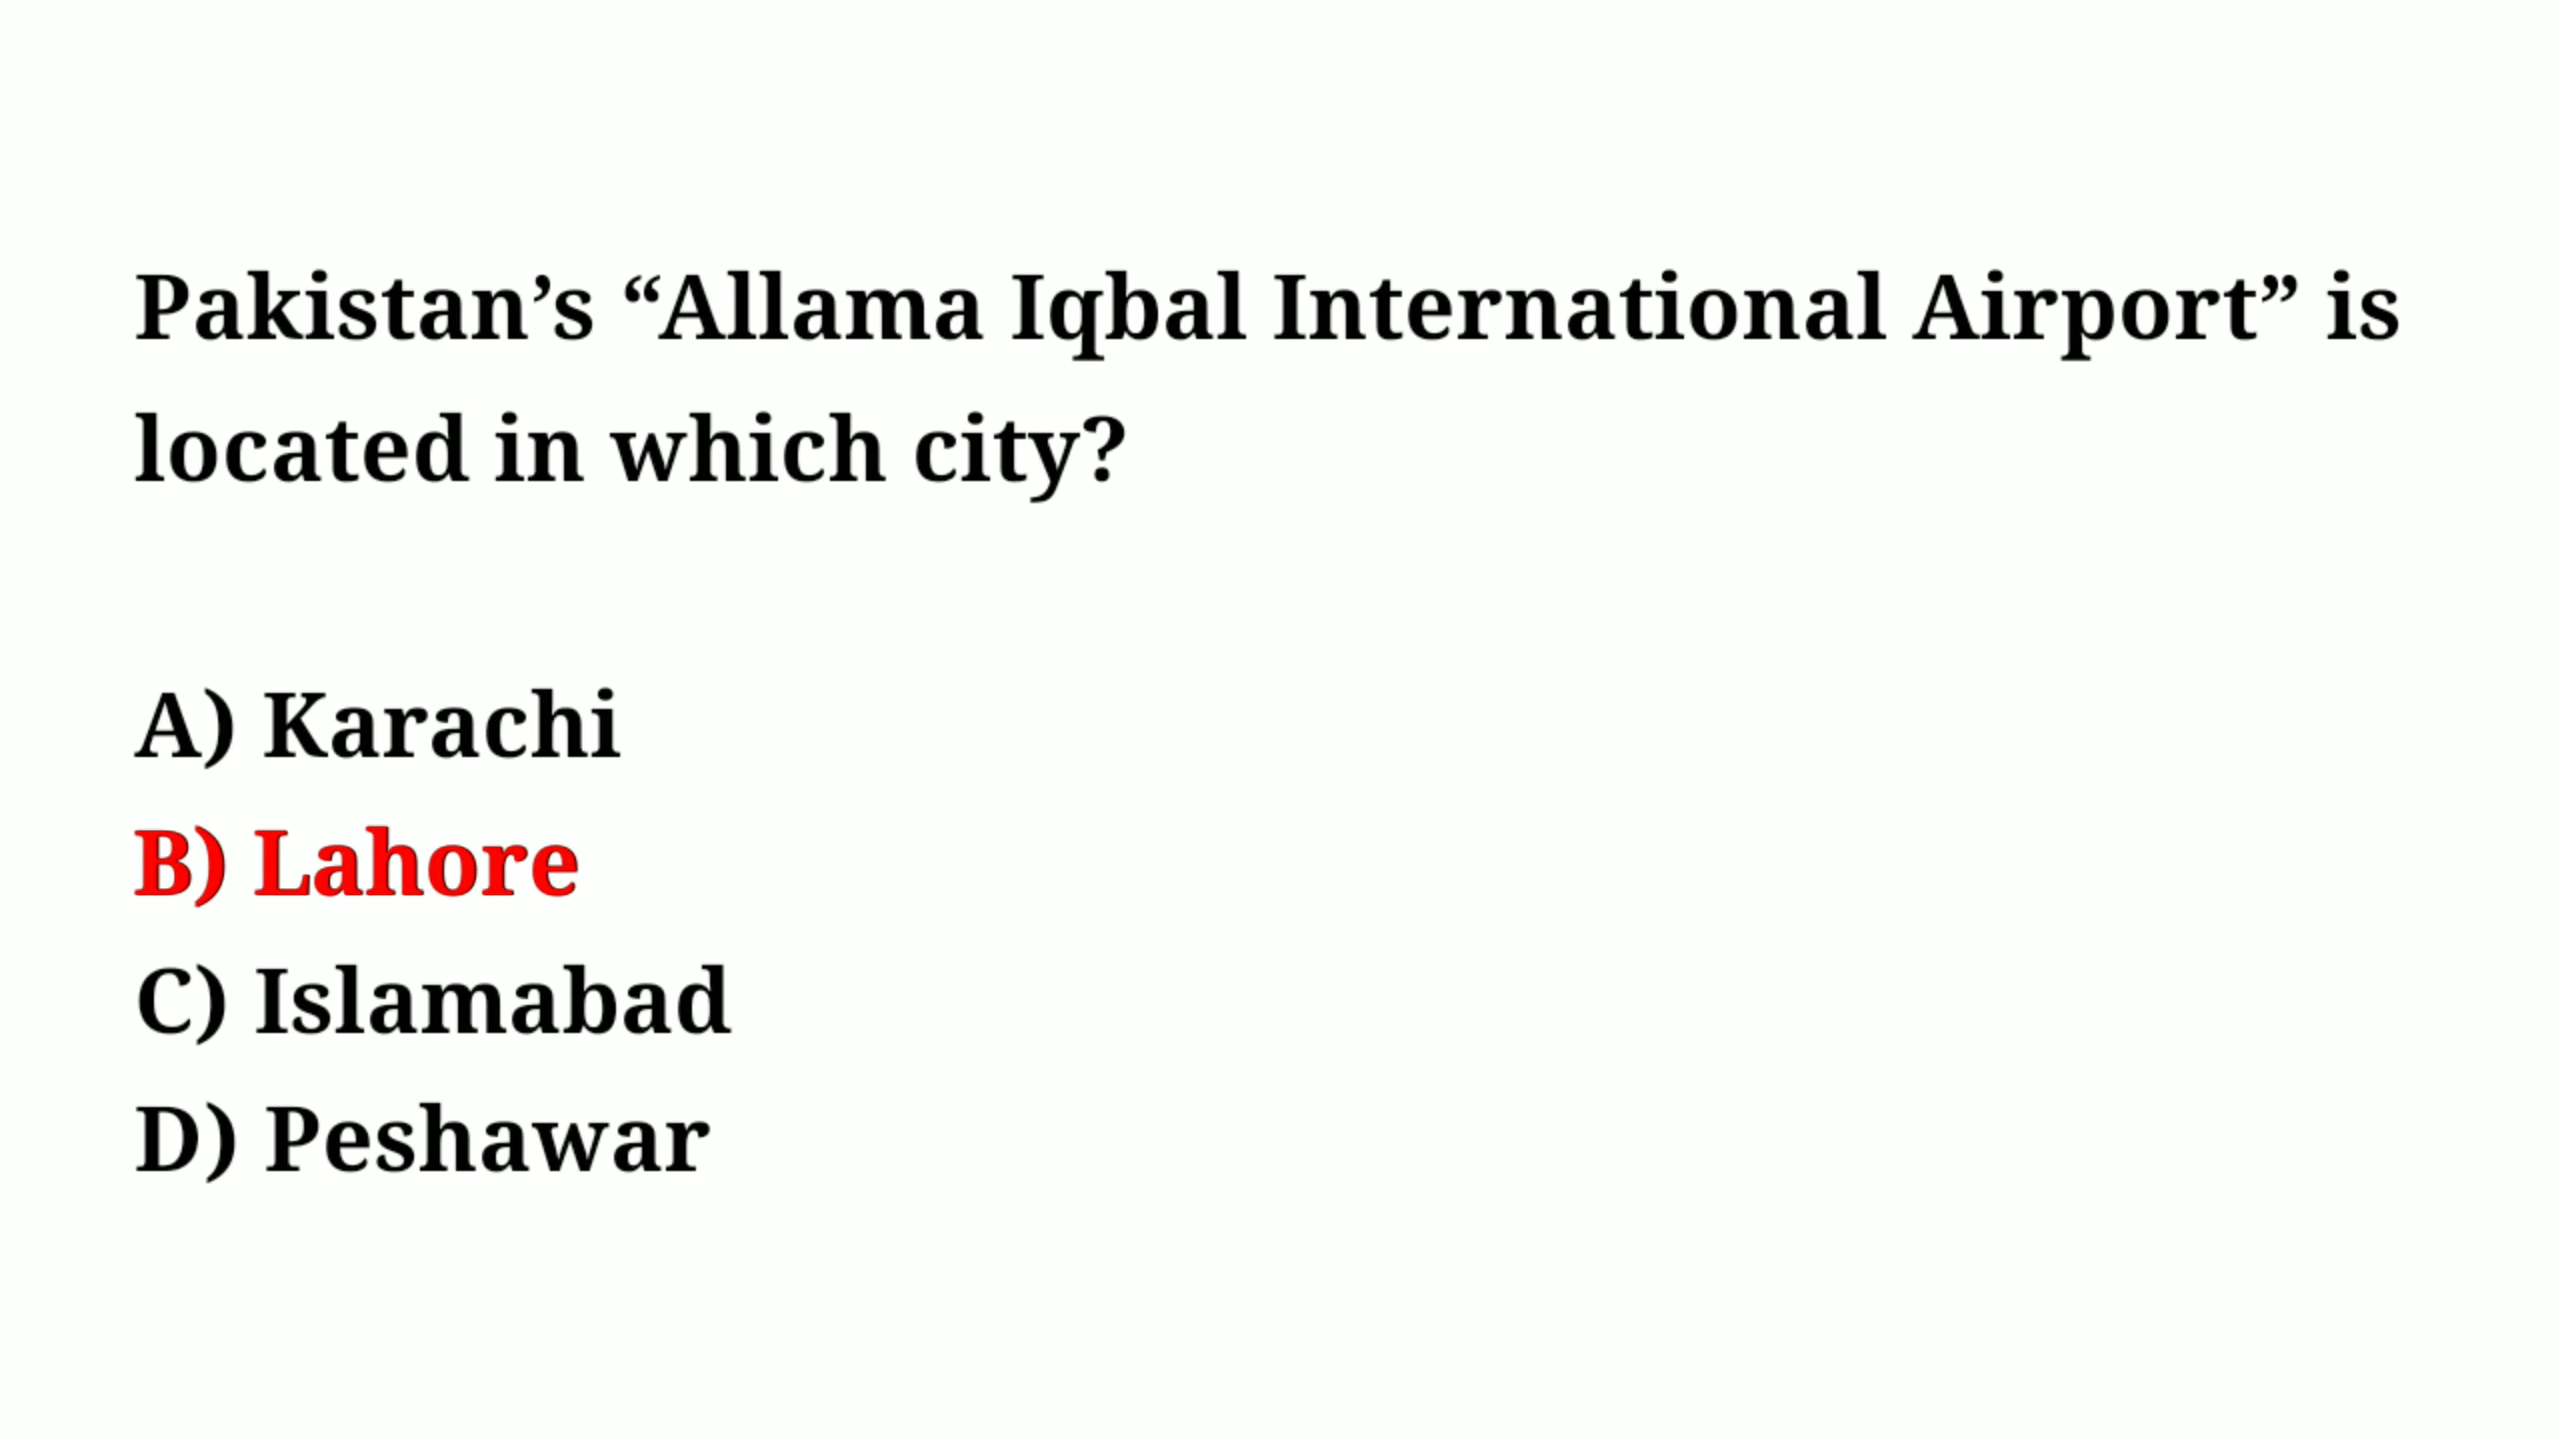 Pakistan’s “Allama Iqbal International Airport” is
located in which city?
A) Karachi
B) Lahore
C) Islamabad
D) Peshawar